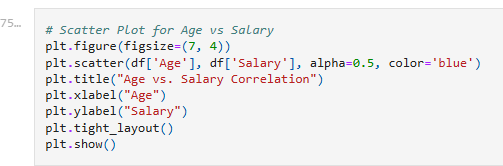 75...
# Scatter Plot for Age vs Salary
plt.figure(figsize=(7, 4))
plt.scatter(df['Age'], df['Salary'], alpha=0.5, color='blue')
plt.title("Age vs. Salary Correlation")
plt.xlabel("Age")
plt.ylabel("Salary")
plt.tight_layout()
plt.show()